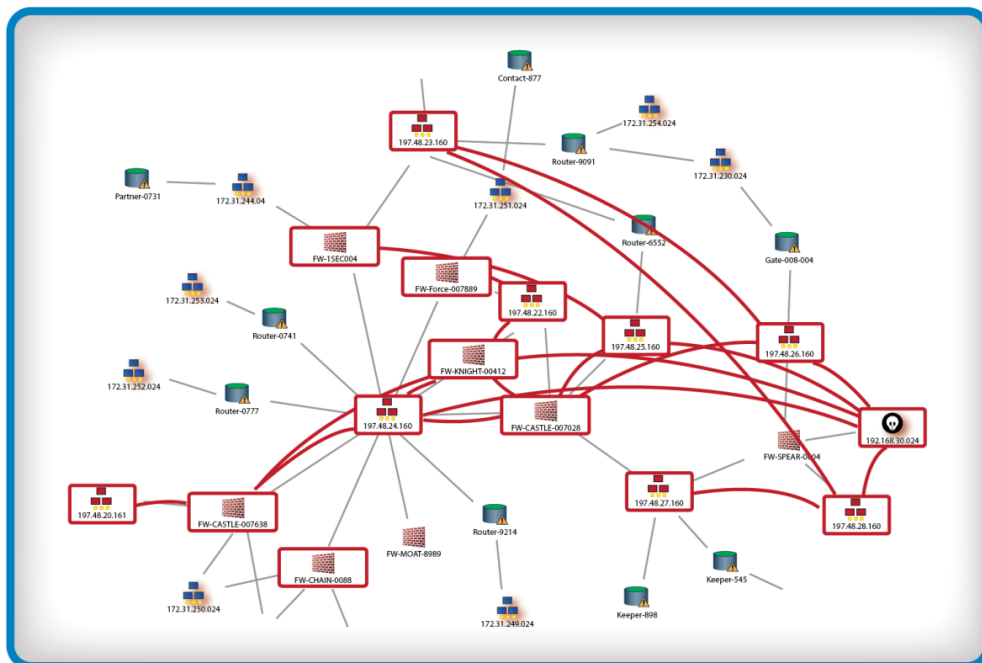 Contact-877
172.31.254.024
197.48.23.160
Router-9091
172.31.230.024
Partner-0731
172.31.244.04
172.31.251.024
Router-6552
Gate-008-004
FW-1SEC004
FW-Force-007889
172.31.253.024
197.48.22.160
Router-0741
197.48.25.160
197.48.26.160
FW-KNIGHT-00412
172.31.252.024
Router-0777
197.48.24.160
FW-CASTLE-007028
192.168.30.024
FW-SPEAR-0004
197.48.20.161
FW-CASTLE-007638
197.48.27.160
197.48.28.160
Router-9214
FW-MOAT-8989
FW-CHAIN-0088
Keeper-545
172.31.250.024
Keeper-898
172.31.249.024